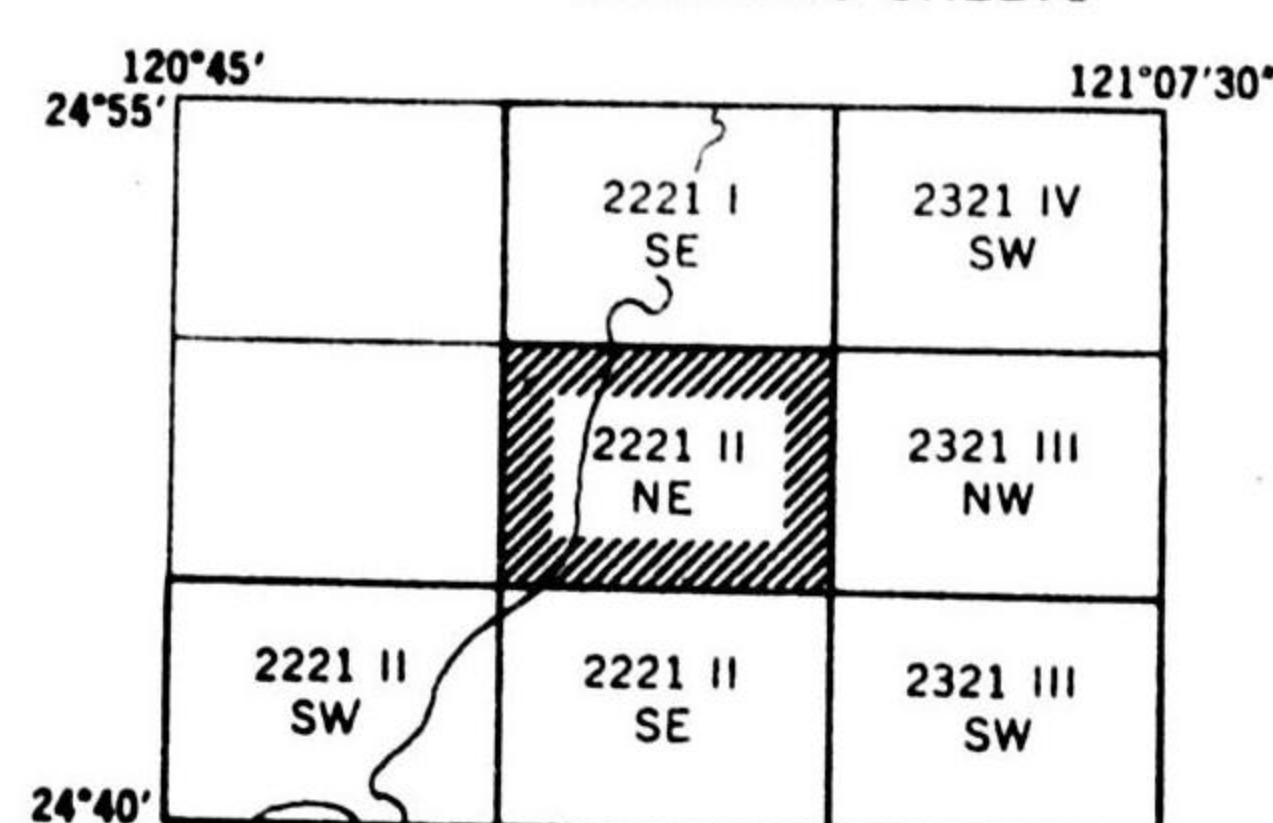 120°45'
121°07'30"
24°55'
2221 I
SE
2321 IV
SW
2221 II
NE
2321 III
NW
2221 II
SW
2221 II
SE
2321 III
SW
24°40'